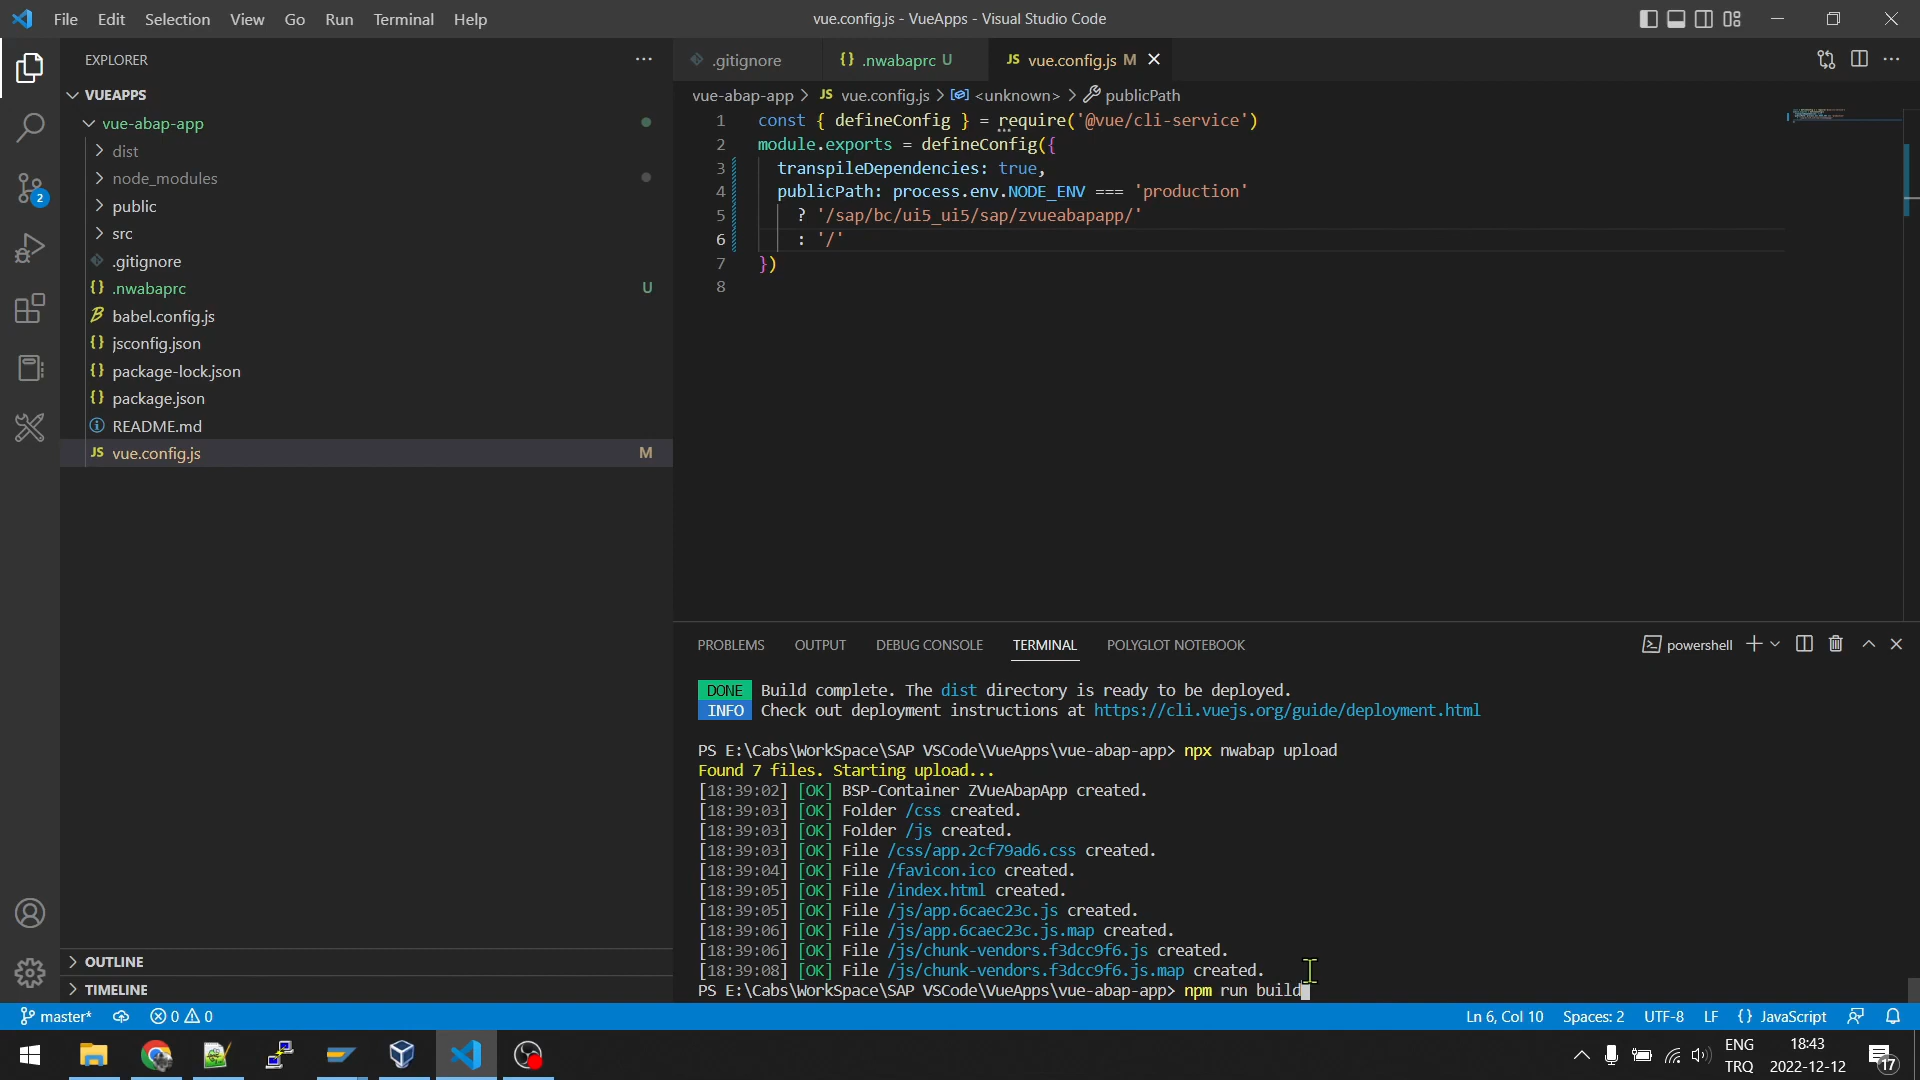 File Edit Selection View Go Run Terminal Help
vue.config.js - VueApps - Visual Studio Code
EXPLORER
VUEAPPS
vue-abap-app
dist
node_modules
public
src
.gitignore
{} .nwabaprc U
babel.config.js
{} jsconfig.json
{} package-lock.json
{} package.json
README.md
JS vue.config.js M
OUTLINE
TIMELINE
.gitignore
{} .nwabaprc U
JS vue.config.js M
vue-abap-app > JS vue.config.js > <unknown> > publicPath
1 const { defineConfig } = require('@vue/cli-service')
2 module.exports = defineConfig({
3 transpileDependencies: true,
4 publicPath: process.env.NODE_ENV === 'production'
5 ? '/sap/bc/ui5_ui5/sap/zvueabapapp/'
6 : '/'
7 })
8
PROBLEMS OUTPUT DEBUG CONSOLE TERMINAL POLYGLOT NOTEBOOK
powershell
DONE Build complete. The dist directory is ready to be deployed.
INFO Check out deployment instructions at https://cli.vuejs.org/guide/deployment.html
PS E:\Cabs\WorkSpace\SAP VSCode\VueApps\vue-abap-app> npx nwabap upload
Found 7 files. Starting upload...
[18:39:02] [OK] BSP-Container ZVueAbapApp created.
[18:39:03] [OK] Folder /css created.
[18:39:03] [OK] Folder /js created.
[18:39:03] [OK] File /css/app.2cf79ad6.css created.
[18:39:04] [OK] File /favicon.ico created.
[18:39:05] [OK] File /index.html created.
[18:39:05] [OK] File /js/app.6caec23c.js created.
[18:39:06] [OK] File /js/app.6caec23c.js.map created.
[18:39:06] [OK] File /js/chunk-vendors.f3dcc9f6.js created.
[18:39:08] [OK] File /js/chunk-vendors.f3dcc9f6.js.map created.
PS E:\Cabs\WorkSpace\SAP VSCode\VueApps\vue-abap-app> npm run build
2
master* 0 0
Ln 6, Col 10 Spaces: 2 UTF-8 LF {} JavaScript
ENG
TRQ
18:43
2022-12-12
17